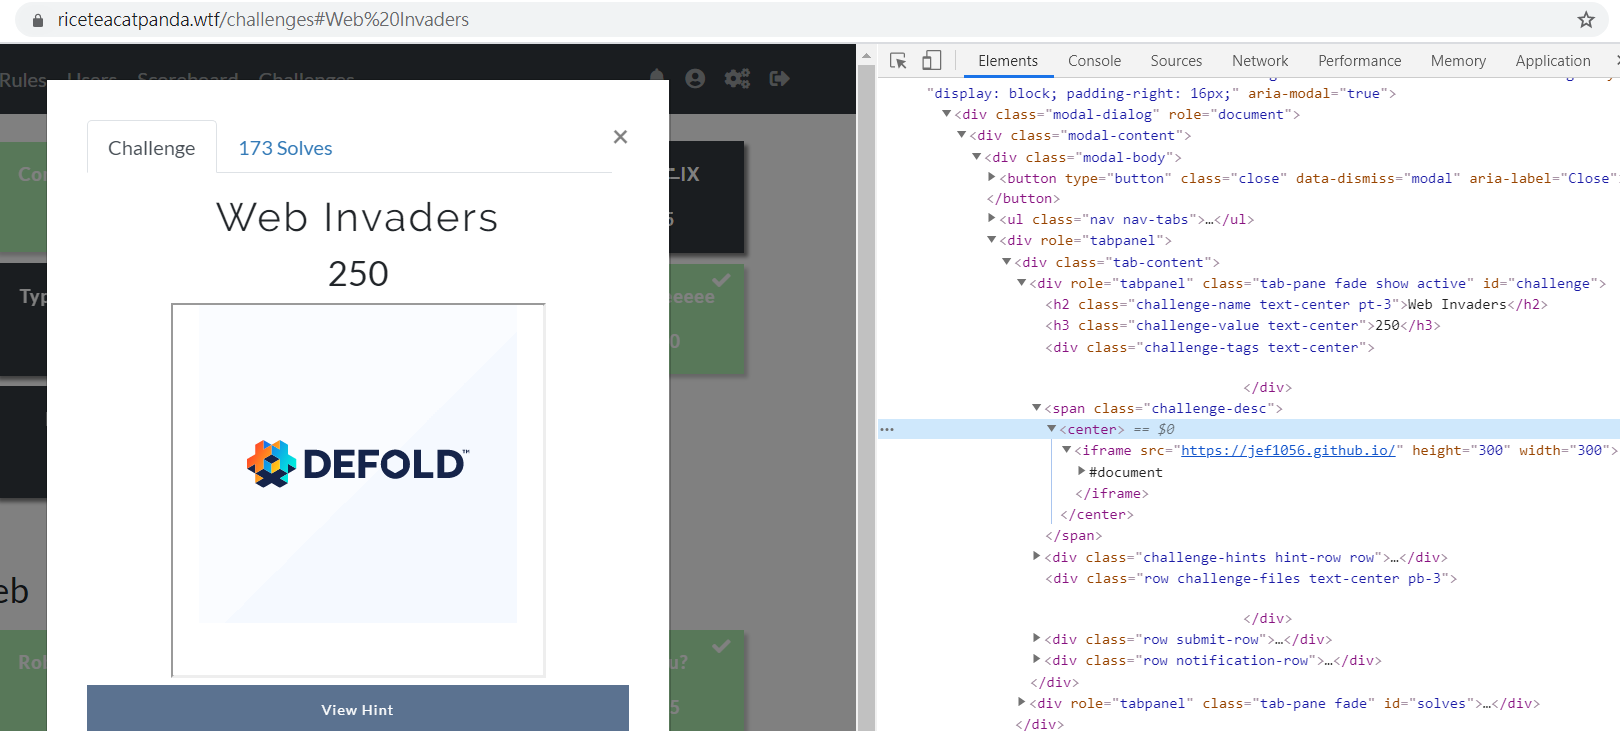 riceteacatpanda.wtf/challenges#Web%20Invaders
Rules Users Scoreboard Challenges
Challenge 173 Solves ×
Web Invaders
250
DEFOLD™
View Hint
Con
Typ
eb
Rol
IX
5
eeeee
0
u?
5
Elements Console Sources Network Performance Memory Application
"display: block; padding-right: 16px;" aria-modal="true">
▼<div class="modal-dialog" role="document">
▼<div class="modal-content">
▼<div class="modal-body">
▶<button type="button" class="close" data-dismiss="modal" aria-label="Close"
</button>
▶<ul class="nav nav-tabs">…</ul>
▼<div role="tabpanel">
▼<div class="tab-content">
▼<div role="tabpanel" class="tab-pane fade show active" id="challenge">
<h2 class="challenge-name text-center pt-3">Web Invaders</h2>
<h3 class="challenge-value text-center">250</h3>
<div class="challenge-tags text-center">
</div>
▼<span class="challenge-desc">
… ▼<center> == $0
▼<iframe src="https://jef1056.github.io/" height="300" width="300">
▶#document
</iframe>
</center>
</span>
▶<div class="challenge-hints hint-row row">…</div>
<div class="row challenge-files text-center pb-3">
</div>
▶<div class="row submit-row">…</div>
▶<div class="row notification-row">…</div>
</div>
▶<div role="tabpanel" class="tab-pane fade" id="solves">…</div>
</div>